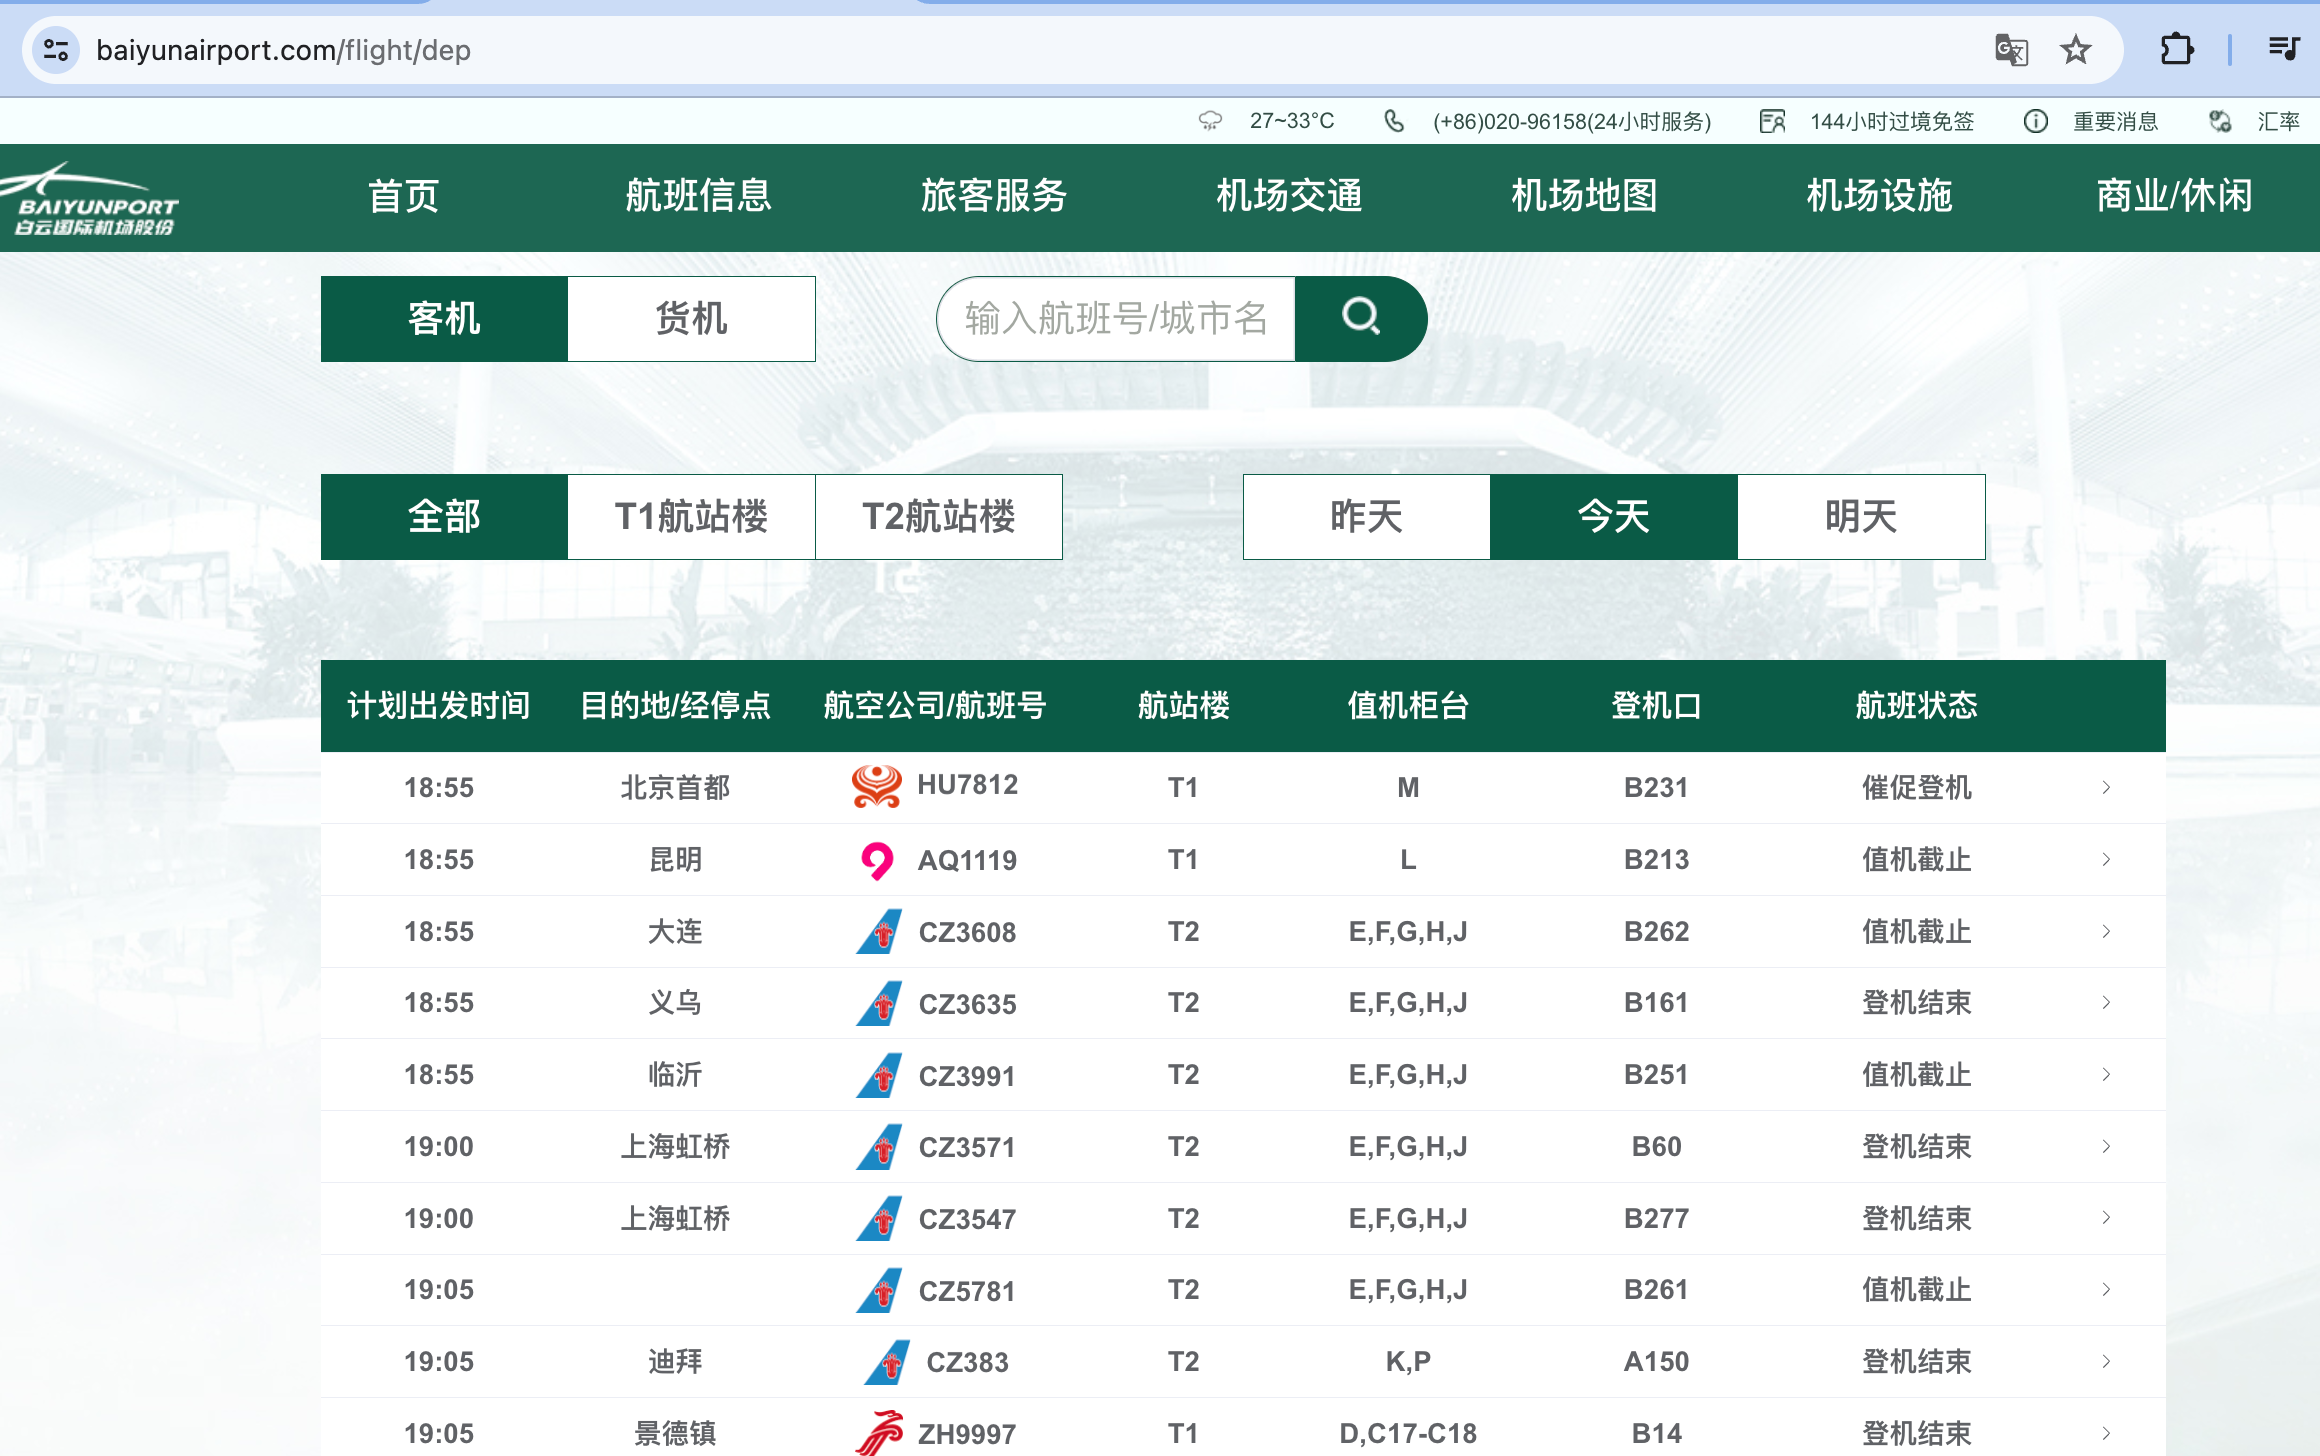 baiyunairport.com/flight/dep
27~33°C (+86)020-96158(24小时服务) 144小时过境免签 重要消息 汇率
BAIYUNPORT
白云国际机场股份
首页 航班信息 旅客服务 机场交通 机场地图 机场设施 商业/休闲
客机 货机 输入航班号/城市名
全部 T1航站楼 T2航站楼 昨天 今天 明天
计划出发时间 目的地/经停点 航空公司/航班号 航站楼 值机柜台 登机口 航班状态
18:55 北京首都 HU7812 T1 M B231 催促登机
18:55 昆明 AQ1119 T1 L B213 值机截止
18:55 大连 CZ3608 T2 E,F,G,H,J B262 值机截止
18:55 义乌 CZ3635 T2 E,F,G,H,J B161 登机结束
18:55 临沂 CZ3991 T2 E,F,G,H,J B251 值机截止
19:00 上海虹桥 CZ3571 T2 E,F,G,H,J B60 登机结束
19:00 上海虹桥 CZ3547 T2 E,F,G,H,J B277 登机结束
19:05 CZ5781 T2 E,F,G,H,J B261 值机截止
19:05 迪拜 CZ383 T2 K,P A150 登机结束
19:05 景德镇 ZH9997 T1 D,C17-C18 B14 登机结束